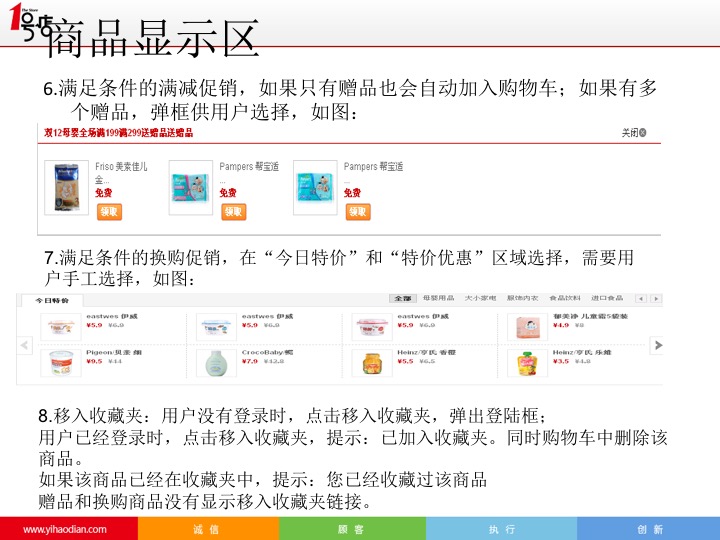 The Store
1号店
商品显示区
6.满足条件的满减促销，如果只有赠品也会自动加入购物车；如果有多
个赠品，弹框供用户选择，如图：
双12母婴全场满199满299送赠品送赠品 关闭
Friso 美素佳儿 Pampers 帮宝适 Pampers 帮宝适
金... ... ...
免费 免费 免费
领取 领取 领取
7.满足条件的换购促销，在“今日特价”和“特价优惠”区域选择，需要用
户手工选择，如图：
今日特价 全部 母婴用品 大小家电 服饰内衣 食品饮料 进口食品
eastwes 伊威 eastwes 伊威 eastwes 伊威 郁美净 儿童霜5袋装
¥5.9 ¥6.9 ¥5.9 ¥6.9 ¥5.9 ¥6.9 ¥4.9 ¥8
Pigeon/贝亲 细 CrocoBaby/鳄 Heinz/亨氏 香橙 Heinz/亨氏 乐维
¥9.5 ¥14 ¥7.9 ¥12.8 ¥5.5 ¥6.5 ¥3.5 ¥4.8
8.移入收藏夹：用户没有登录时，点击移入收藏夹，弹出登陆框；
用户已经登录时，点击移入收藏夹，提示：已加入收藏夹。同时购物车中删除该
商品。
如果该商品已经在收藏夹中，提示：您已经收藏过该商品
赠品和换购商品没有显示移入收藏夹链接。
www.yihaodian.com 诚 信 顾 客 执 行 创 新